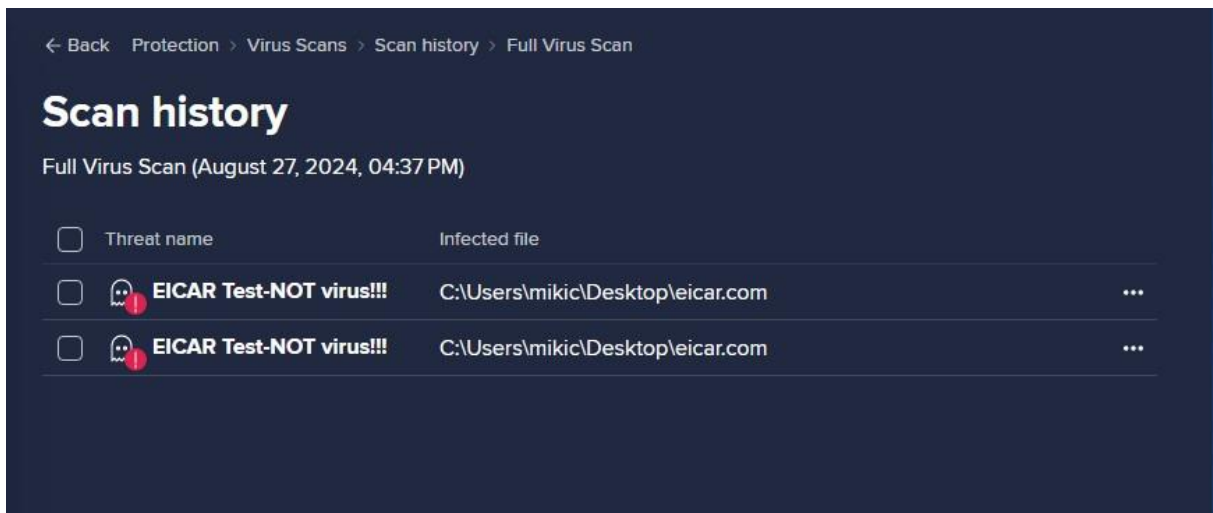 ← Back Protection > Virus Scans > Scan history > Full Virus Scan
Scan history
Full Virus Scan (August 27, 2024, 04:37 PM)
Threat name Infected file
EICAR Test-NOT virus!!! C:\Users\mikic\Desktop\eicar.com •••
EICAR Test-NOT virus!!! C:\Users\mikic\Desktop\eicar.com •••